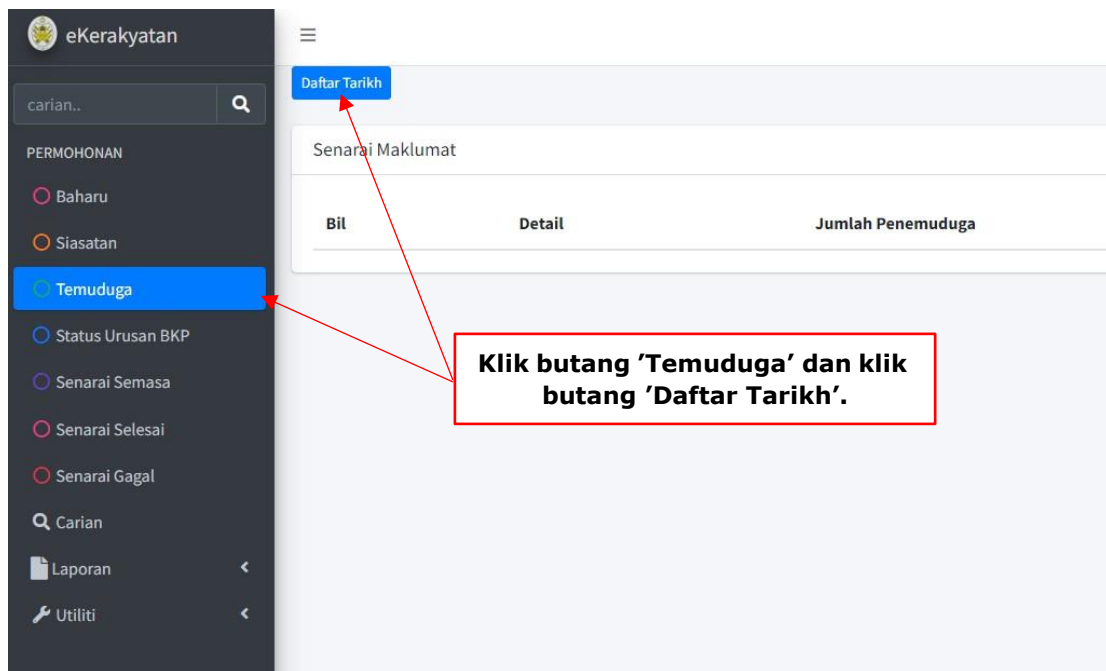 eKerakyatan
carian..
PERMOHONAN
Baharu
Siasatan
Temuduga
Status Urusan BKP
Senarai Semasa
Senarai Selesai
Senarai Gagal
Carian
Laporan
Utiliti
Daftar Tarikh
Senarai Maklumat
Bil Detail Jumlah Penemuduga
Klik butang ’Temuduga’ dan klik
butang ’Daftar Tarikh’.